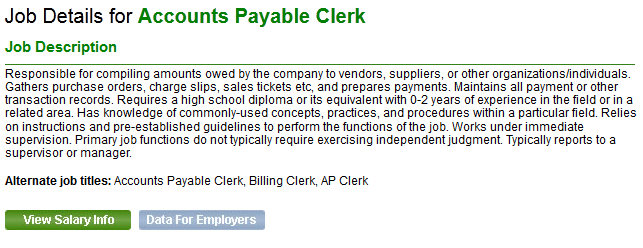 Job Details for Accounts Payable Clerk
Job Description
Responsible for compiling amounts owed by the company to vendors, suppliers, or other organizations/individuals.
Gathers purchase orders, charge slips, sales tickets etc, and prepares payments. Maintains all payment or other
transaction records. Requires a high school diploma or its equivalent with 0-2 years of experience in the field or in a
related area. Has knowledge of commonly-used concepts, practices, and procedures within a particular field. Relies
on instructions and pre-established guidelines to perform the functions of the job. Works under immediate
supervision. Primary job functions do not typically require exercising independent judgment. Typically reports to a
supervisor or manager.
Alternate job titles: Accounts Payable Clerk, Billing Clerk, AP Clerk
View Salary Info Data For Employers